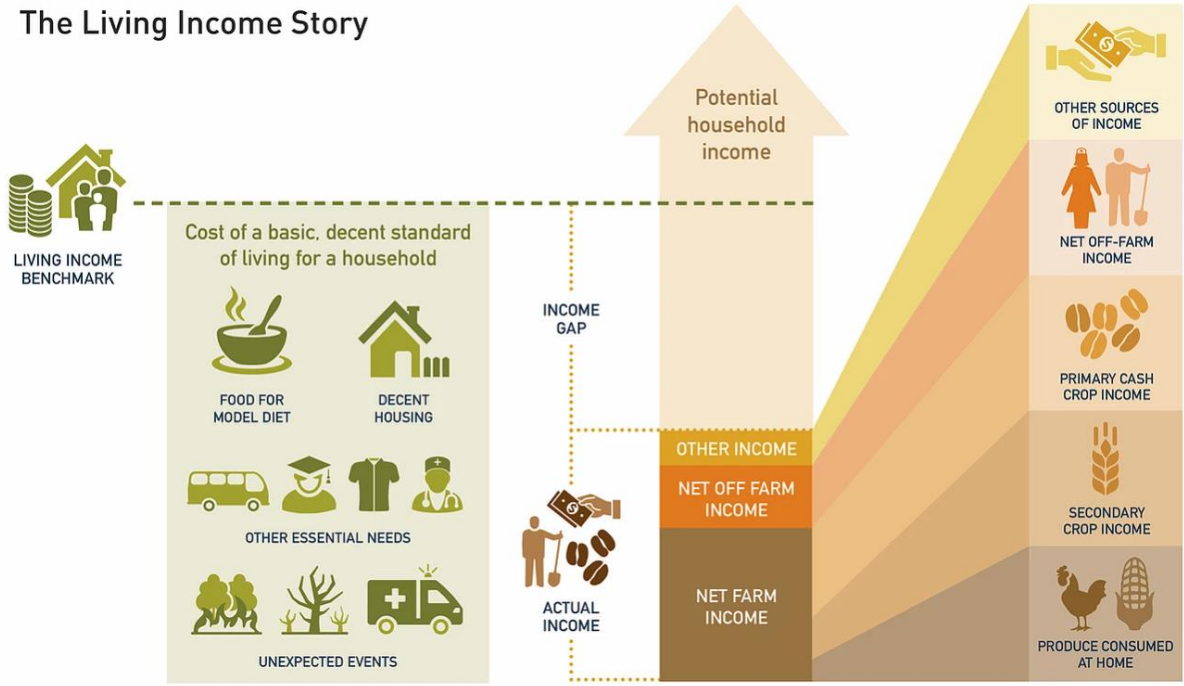 The Living Income Story
LIVING INCOME
BENCHMARK
Cost of a basic, decent standard
of living for a household
FOOD FOR
MODEL DIET
DECENT
HOUSING
OTHER ESSENTIAL NEEDS
UNEXPECTED EVENTS
INCOME
GAP
ACTUAL
INCOME
Potential
household
income
OTHER INCOME
NET OFF FARM
INCOME
NET FARM
INCOME
OTHER SOURCES
OF INCOME
NET OFF-FARM
INCOME
PRIMARY CASH
CROP INCOME
SECONDARY
CROP INCOME
PRODUCE CONSUMED
AT HOME